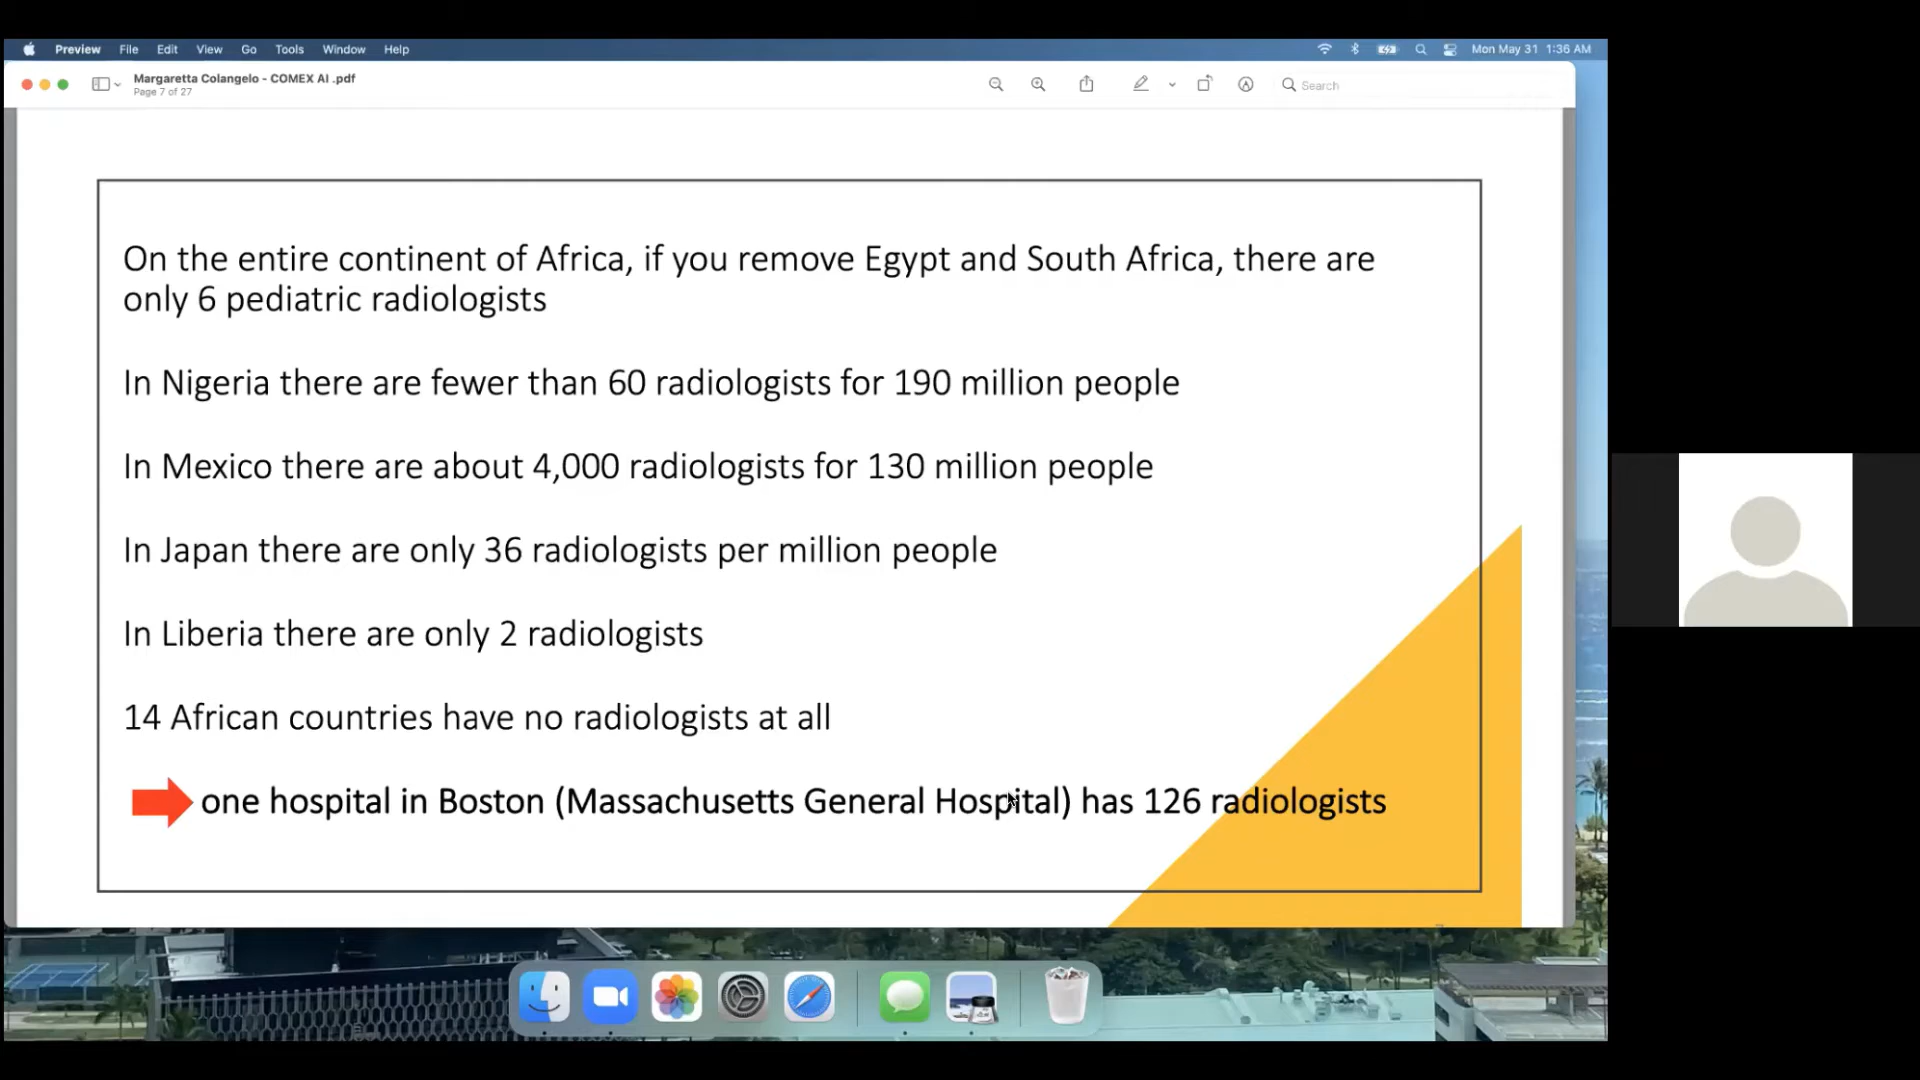 Preview File Edit View Go Tools Window Help Mon May 31 1:36 AM
Margaretta Colangelo - COMEX AI .pdf
Page 7 of 27
Search
On the entire continent of Africa, if you remove Egypt and South Africa, there are
only 6 pediatric radiologists
In Nigeria there are fewer than 60 radiologists for 190 million people
In Mexico there are about 4,000 radiologists for 130 million people
In Japan there are only 36 radiologists per million people
In Liberia there are only 2 radiologists
14 African countries have no radiologists at all
one hospital in Boston (Massachusetts General Hospital) has 126 radiologists